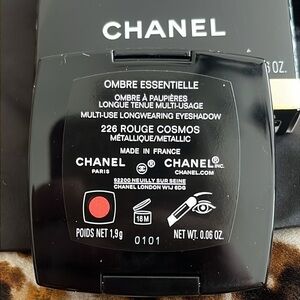 CHANEL
6 OZ.
OMBRE ESSENTIELLE
OMBRE À PAUPIÈRES
LONGUE TENUE MULTI-USAGE
MULTI-USE LONGWEARING EYESHADOW
226 ROUGE COSMOS
MÉTALLIQUE/METALLIC
MADE IN FRANCE
CHANEL CHANEL® INC.
PARIS CHANEL.COM
92200 NEUILLY SUR SEINE
CHANEL LONDON W1J 6DG
18M
POIDS NET 1,9g NET WT. 0.06 OZ.
0101